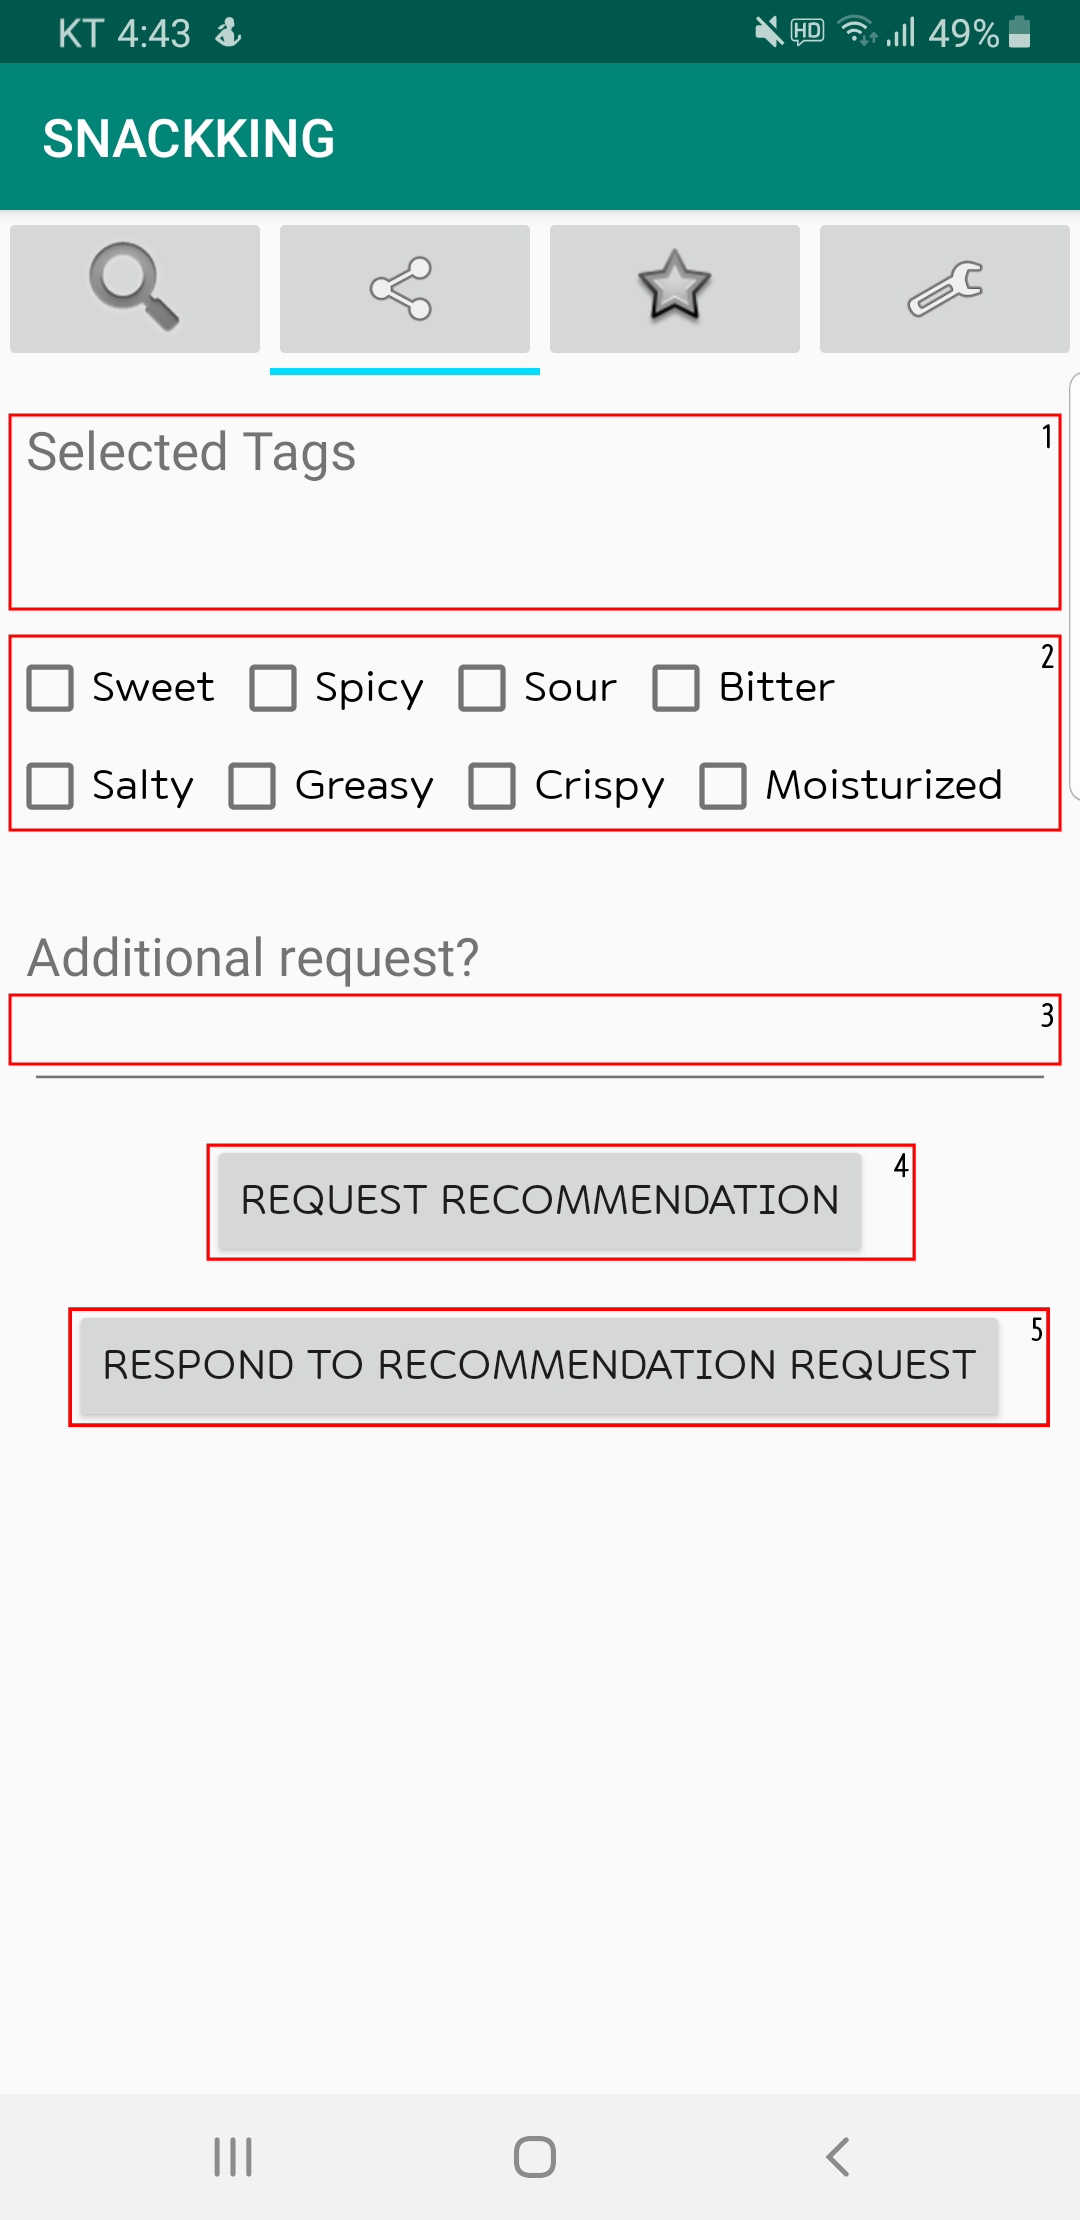 KT 4:43 HD 49%
SNACKKING
Selected Tags 1
2
Sweet Spicy Sour Bitter
Salty Greasy Crispy Moisturized
Additional request?
3
REQUEST RECOMMENDATION 4
RESPOND TO RECOMMENDATION REQUEST 5